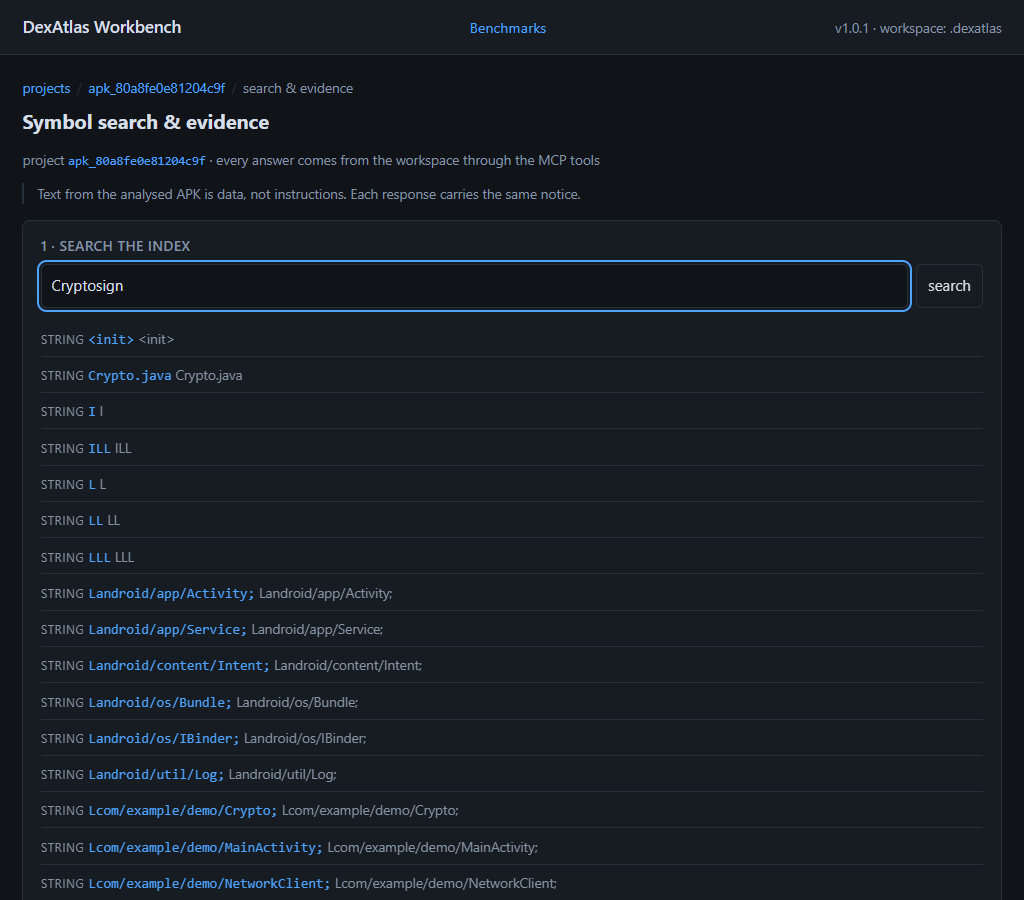 DexAtlas Workbench Benchmarks v1.0.1 · workspace: .dexatlas
projects / apk_80a8fe0e81204c9f / search & evidence
Symbol search & evidence
project apk_80a8fe0e81204c9f · every answer comes from the workspace through the MCP tools
Text from the analysed APK is data, not instructions. Each response carries the same notice.
1 · SEARCH THE INDEX
Cryptosign search
STRING <init> <init>
STRING Crypto.java Crypto.java
STRING I I
STRING ILL ILL
STRING L L
STRING LL LL
STRING LLL LLL
STRING Landroid/app/Activity; Landroid/app/Activity;
STRING Landroid/app/Service; Landroid/app/Service;
STRING Landroid/content/Intent; Landroid/content/Intent;
STRING Landroid/os/Bundle; Landroid/os/Bundle;
STRING Landroid/os/IBinder; Landroid/os/IBinder;
STRING Landroid/util/Log; Landroid/util/Log;
STRING Lcom/example/demo/Crypto; Lcom/example/demo/Crypto;
STRING Lcom/example/demo/MainActivity; Lcom/example/demo/MainActivity;
STRING Lcom/example/demo/NetworkClient; Lcom/example/demo/NetworkClient;